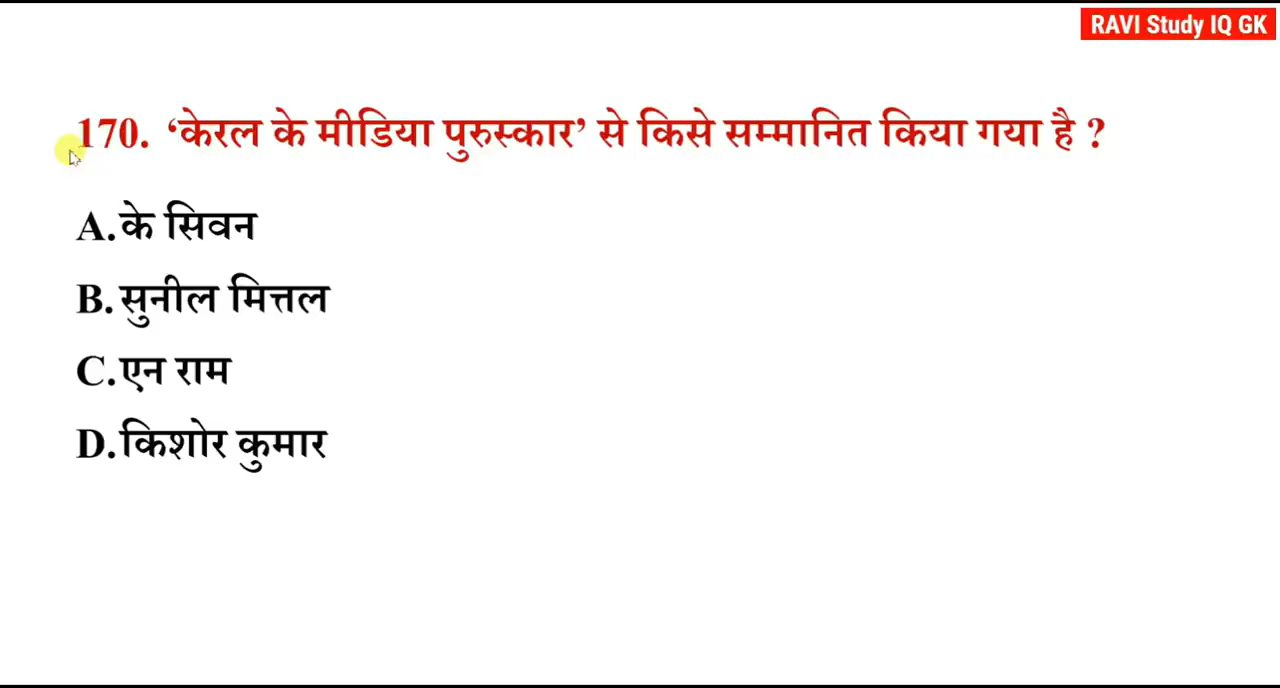 RAVI Study IQ GK
170. ‘केरल के मीडिया पुरुस्कार’ से किसे सम्मानित किया गया है ?
A.के सिवन
B.सुनील मित्तल
C.एन राम
D.किशोर कुमार